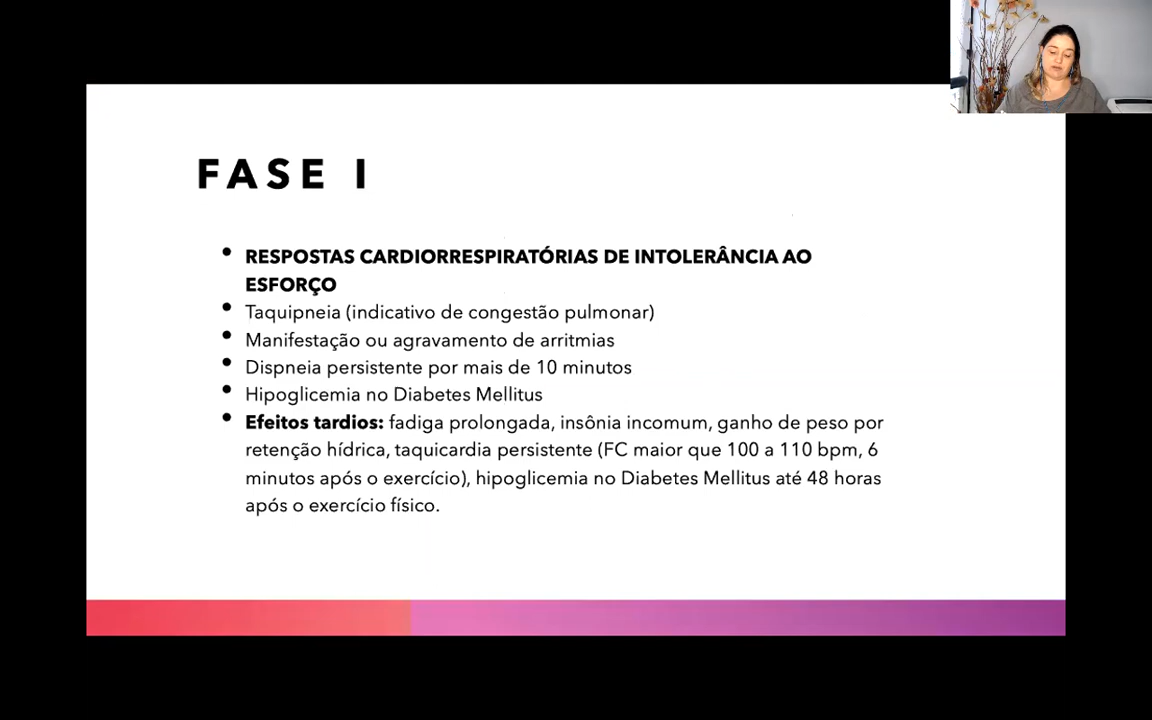 FASE I
• RESPOSTAS CARDIORRESPIRATÓRIAS DE INTOLERÂNCIA AO
ESFORÇO
• Taquipneia (indicativo de congestão pulmonar)
• Manifestação ou agravamento de arritmias
• Dispneia persistente por mais de 10 minutos
• Hipoglicemia no Diabetes Mellitus
• Efeitos tardios: fadiga prolongada, insônia incomum, ganho de peso por
retenção hídrica, taquicardia persistente (FC maior que 100 a 110 bpm, 6
minutos após o exercício), hipoglicemia no Diabetes Mellitus até 48 horas
após o exercício físico.